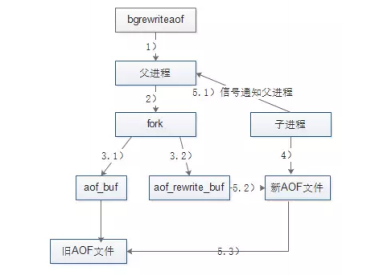 bgrewriteaof
1)
父进程
5.1）信号通知父进程
2)
fork
子进程
3.1)
3.2)
4)
aof_buf
aof_rewrite_buf
5.2)
新AOF文件
旧AOF文件
5.3)